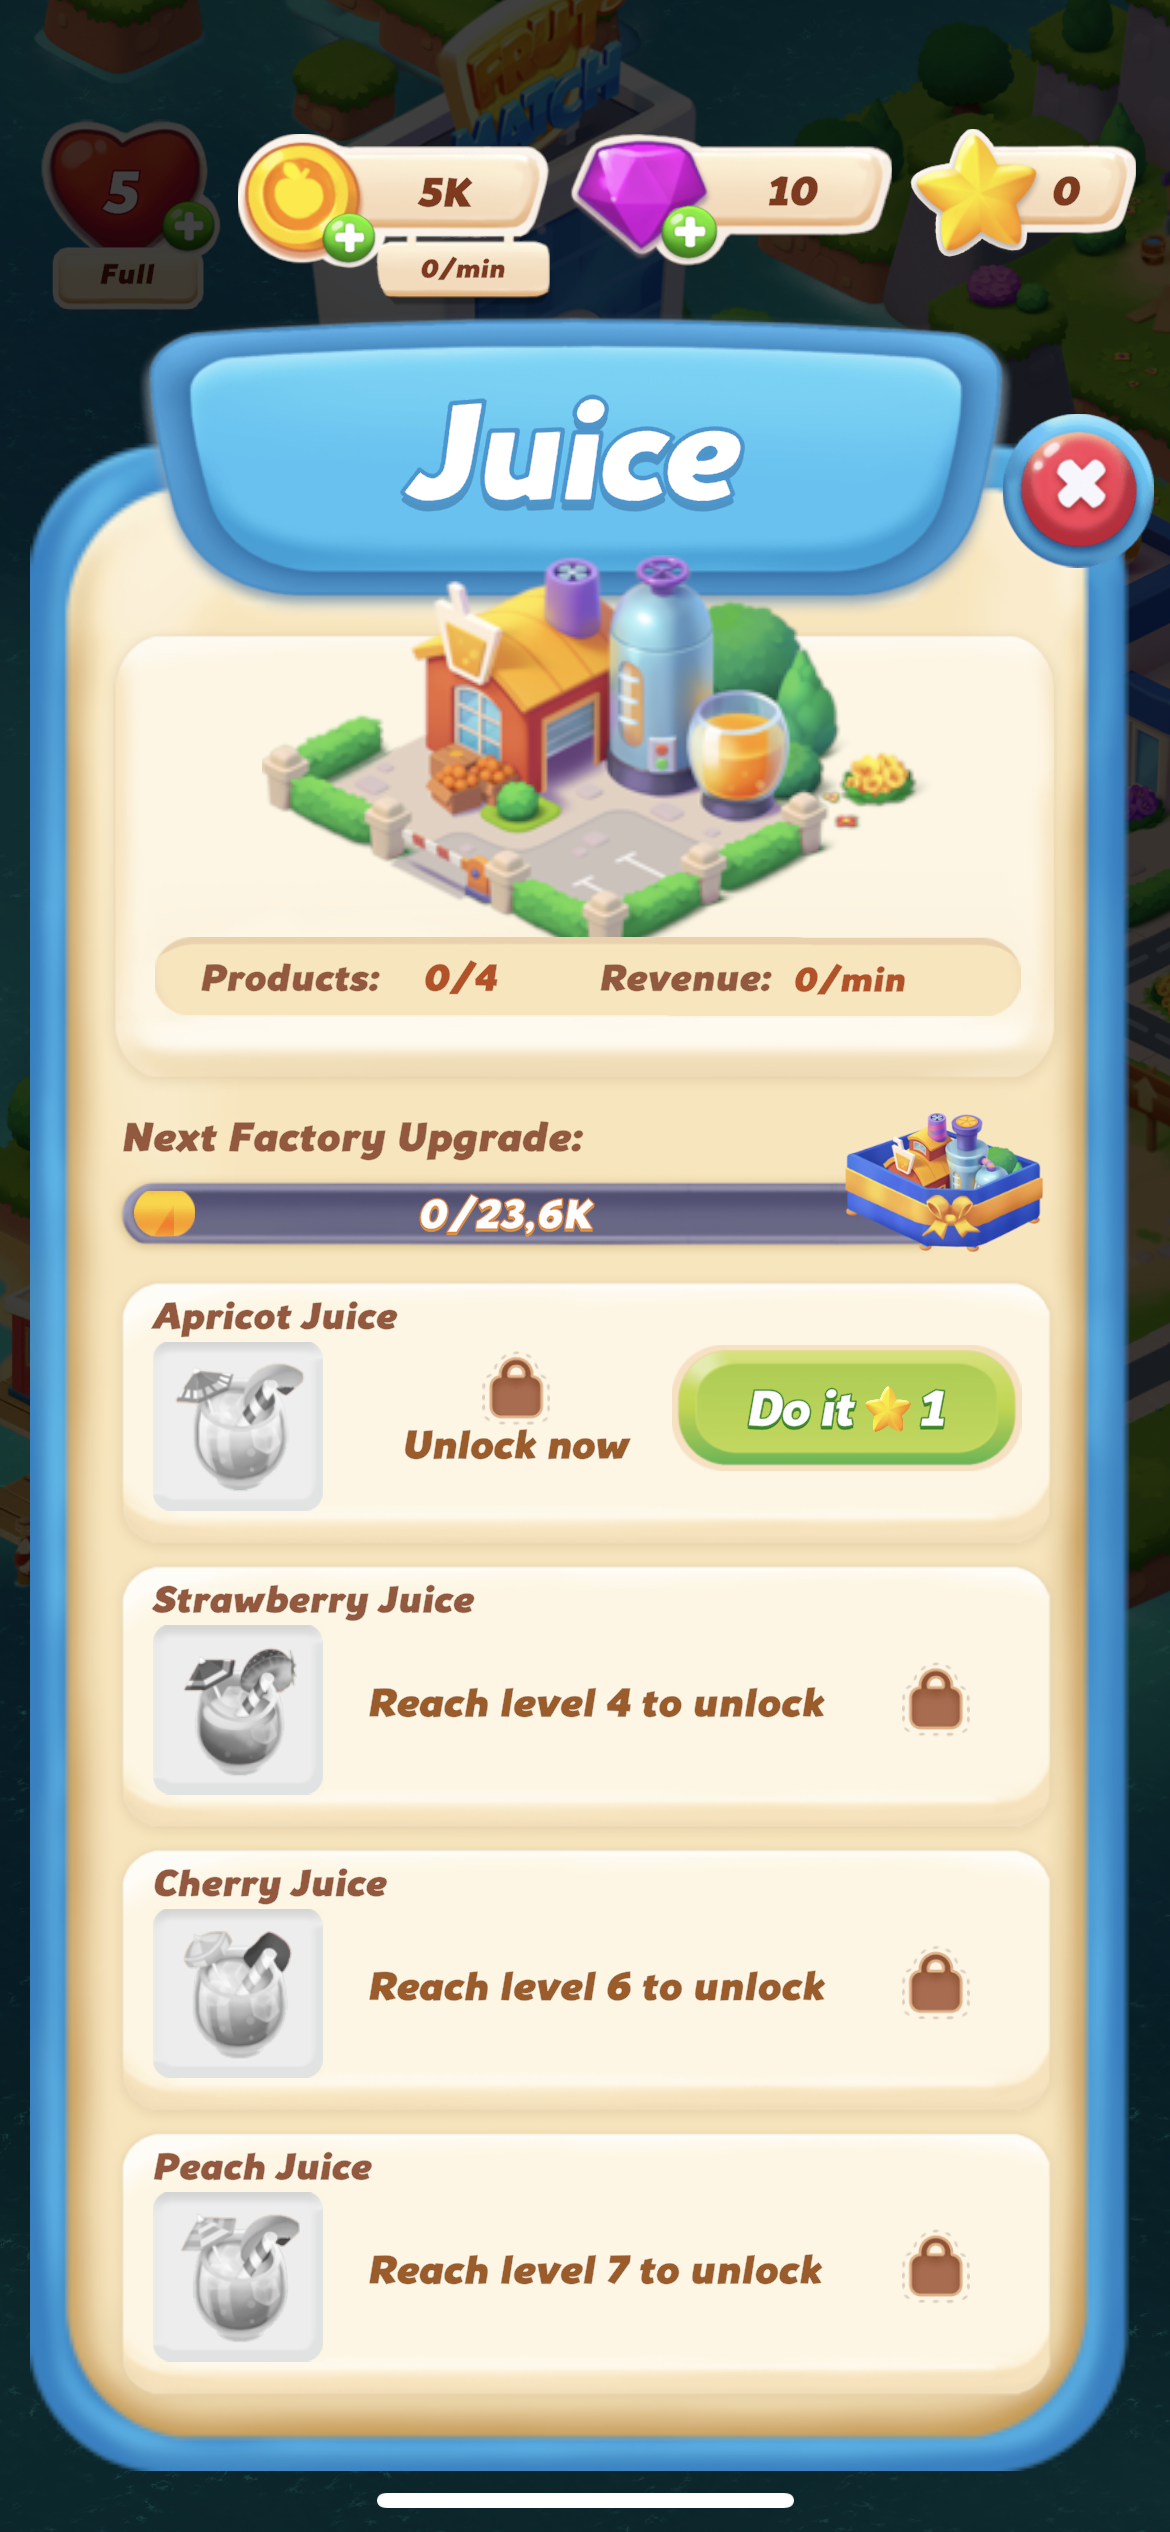 FRUIT
MATCH
5
Full
5K
0/min
10
0
Juice
Products: 0/4 Revenue: 0/min
Next Factory Upgrade:
0/23,6K
Apricot Juice
Unlock now
Do it 1
Strawberry Juice
Reach level 4 to unlock
Cherry Juice
Reach level 6 to unlock
Peach Juice
Reach level 7 to unlock